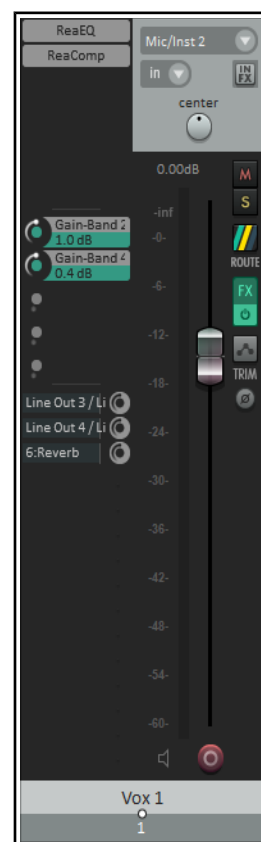 ReaEQ
ReaComp
Mic/Inst 2
in
IN
FX
center
0.00dB
M
S
ROUTE
FX
TRIM
-inf
-0-
-6-
-12-
-18-
-24-
-30-
-36-
-42-
-48-
-54-
-60-
Gain-Band 2
1.0 dB
Gain-Band 4
0.4 dB
Line Out 3 / Li
Line Out 4 / Li
6:Reverb
Vox 1
1